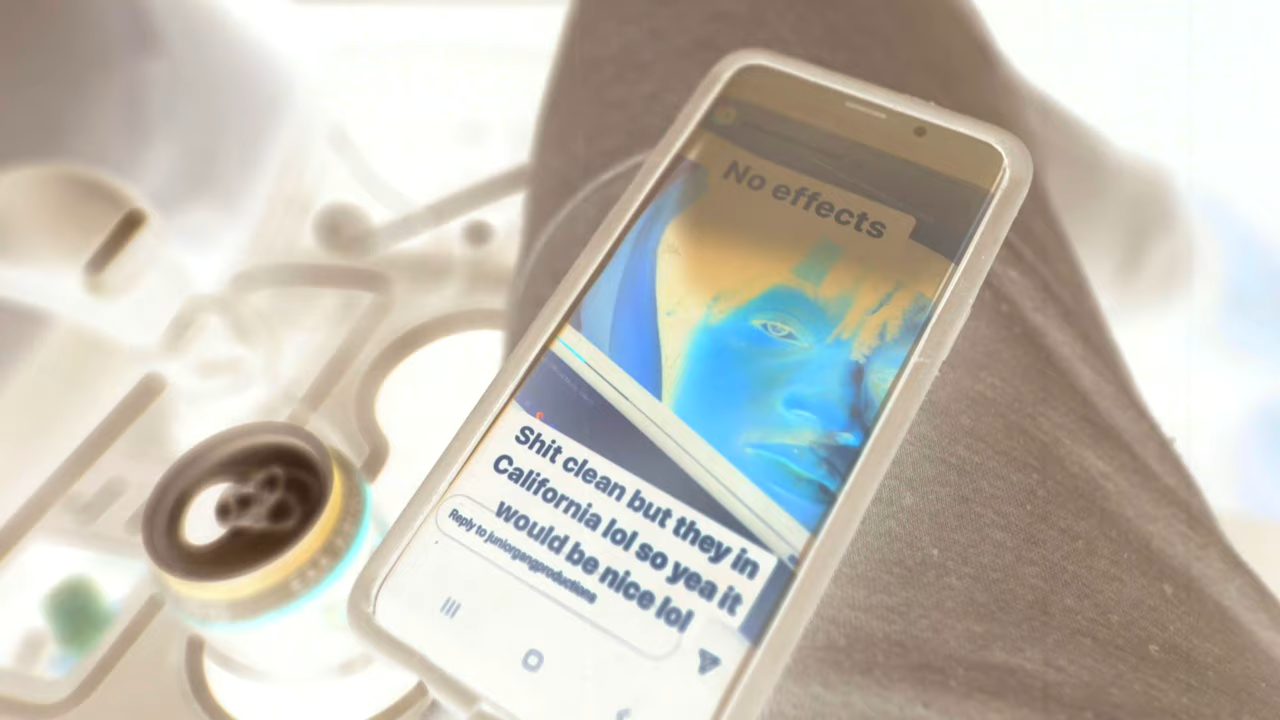 No effects
Shit clean but they in
California lol so yea it
would be nice lol
Reply to juniorgangproductions